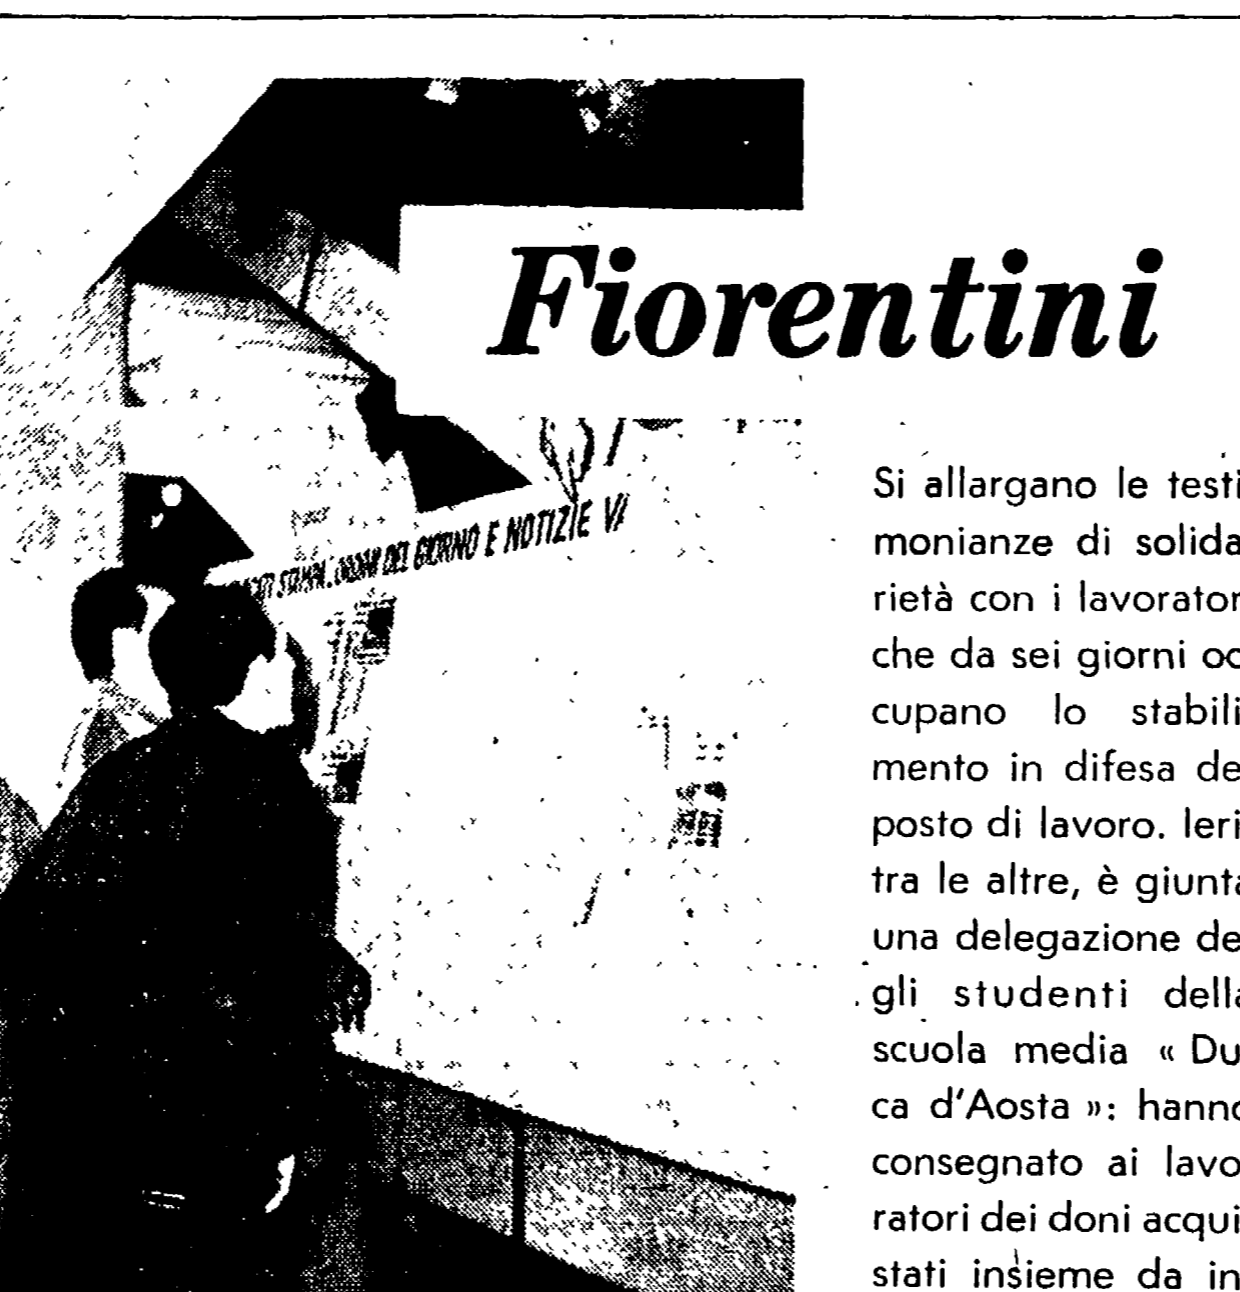 Fiorentini
DEL GIORNO E NOTIZIE
Si allargano le testi
monianze di solida
rietà con i lavorator
che da sei giorni oc
cupano lo stabili
mento in difesa de
posto di lavoro. Ieri
tra le altre, è giunta
una delegazione de
gli studenti della
scuola media « Du
ca d'Aosta »: hanno
consegnato ai lavo
ratori dei doni acqui
stati insieme da in